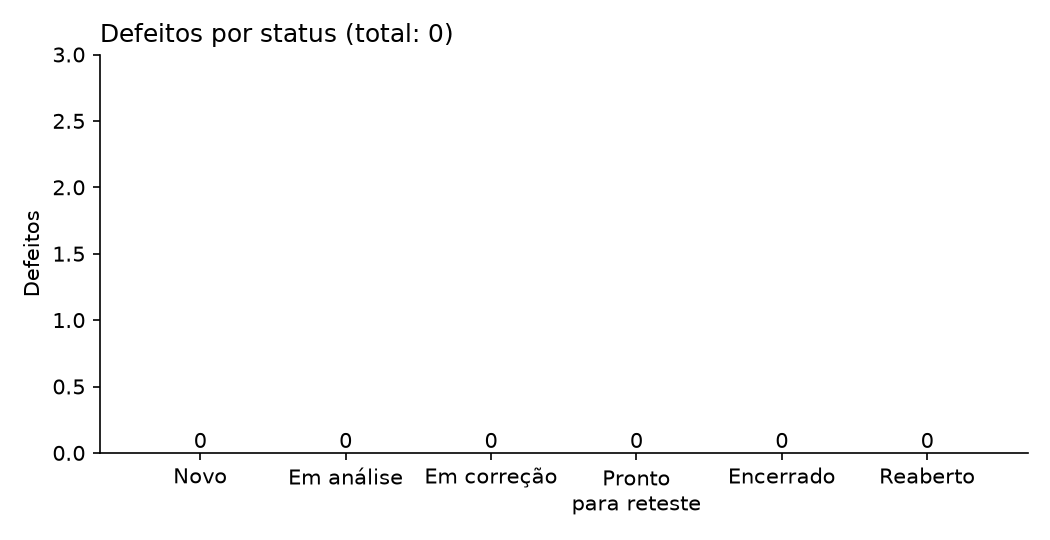 Defeitos por status (total: 0)
Defeitos
3.0
2.5
2.0
1.5
1.0
0.5
0.0
0 0 0 0 0 0
Novo Em análise Em correção Pronto para reteste Encerrado Reaberto